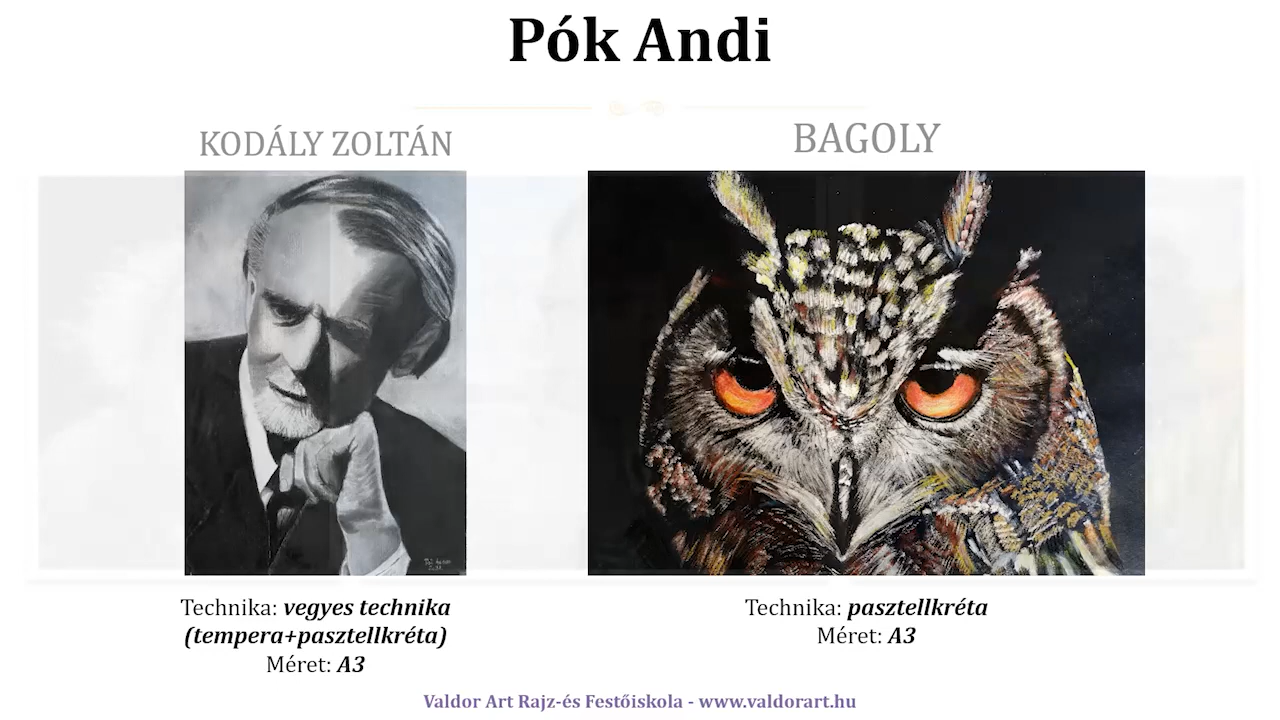 Pók Andi
KODÁLY ZOLTÁN
BAGOLY
Technika: vegyes technika
(tempera+pasztellkréta)
Méret: A3
Technika: pasztellkréta
Méret: A3
Valdor Art Rajz-és Festőiskola - www.valdorart.hu